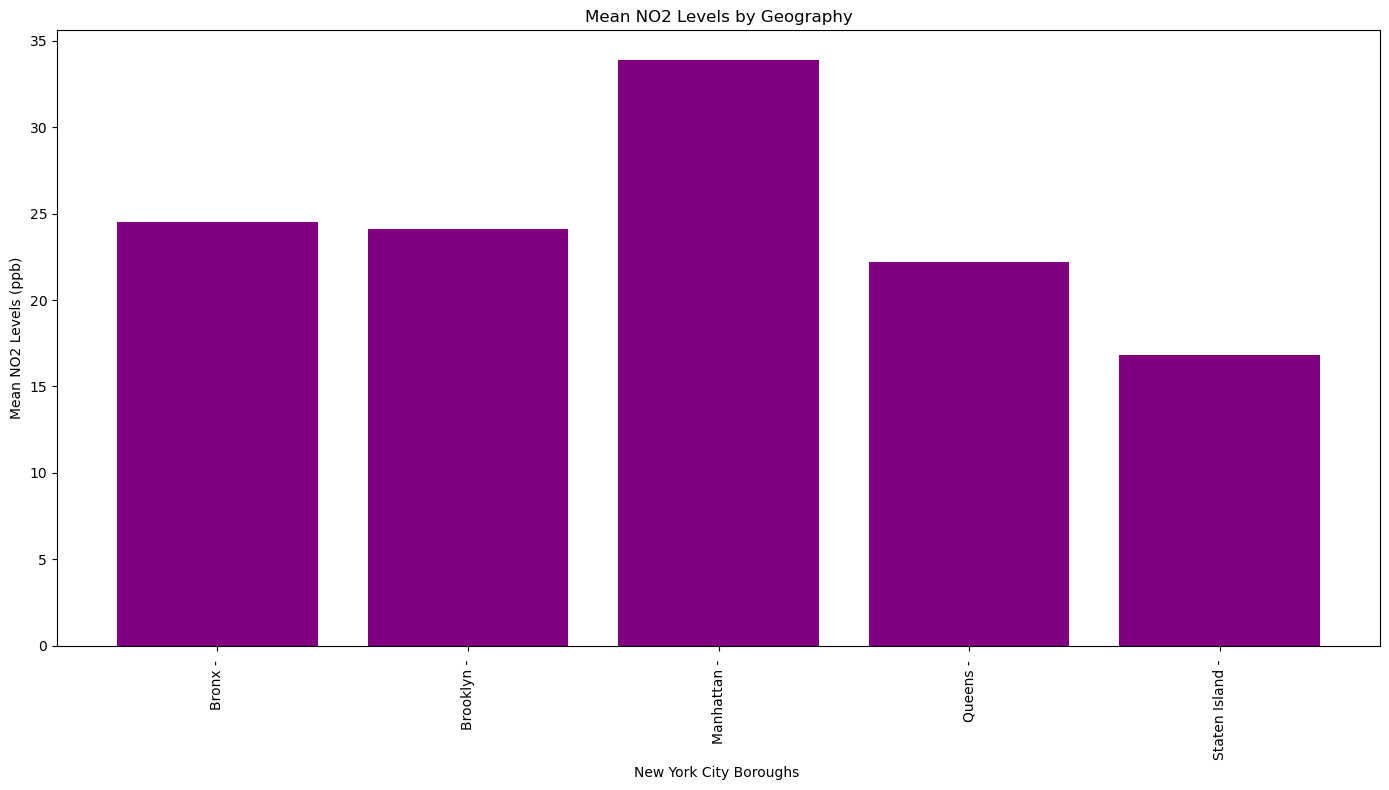 Mean NO2 Levels by Geography
Mean NO2 Levels (ppb)
35
30
25
20
15
10
5
0
Bronx -
Brooklyn -
Manhattan -
Queens -
Staten Island -
New York City Boroughs